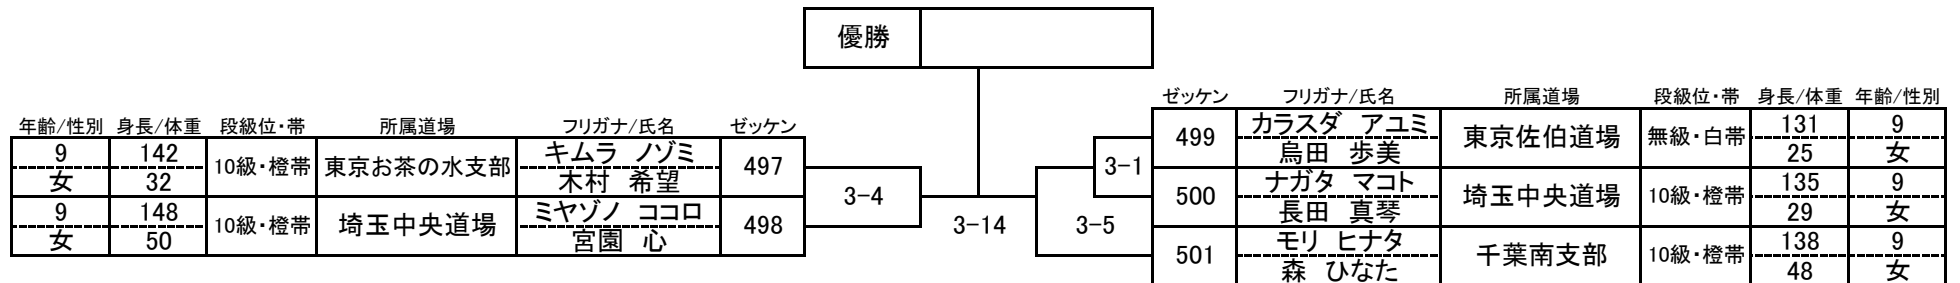 優勝
年齢/性別 身長/体重 段級位・帯 所属道場 フリガナ/氏名 ゼッケン
9 142 10級・橙帯 東京お茶の水支部 キムラ ノゾミ 497
女 32 木村 希望
9 148 10級・橙帯 埼玉中央道場 ミヤゾノ ココロ 498
女 50 宮園 心
3-4
3-14
3-5
3-1
ゼッケン フリガナ/氏名 所属道場 段級位・帯 身長/体重 年齢/性別
499 カラスダ アユミ 東京佐伯道場 無級・白帯 131 9
烏田 歩美 25 女
500 ナガタ マコト 埼玉中央道場 10級・橙帯 135 9
長田 真琴 29 女
501 モリ ヒナタ 千葉南支部 10級・橙帯 138 9
森 ひなた 48 女